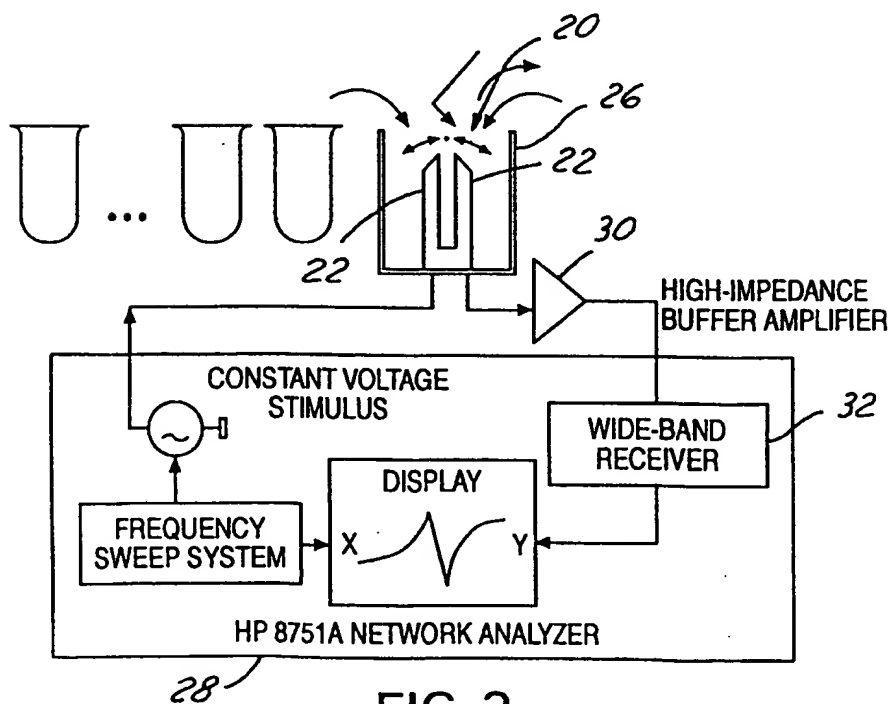 20
26
22
22
30
HIGH-IMPEDANCE
BUFFER AMPLIFIER
CONSTANT VOLTAGE
STIMULUS
32
WIDE-BAND
RECEIVER
DISPLAY
X
Y
FREQUENCY
SWEEP SYSTEM
HP 8751A NETWORK ANALYZER
28